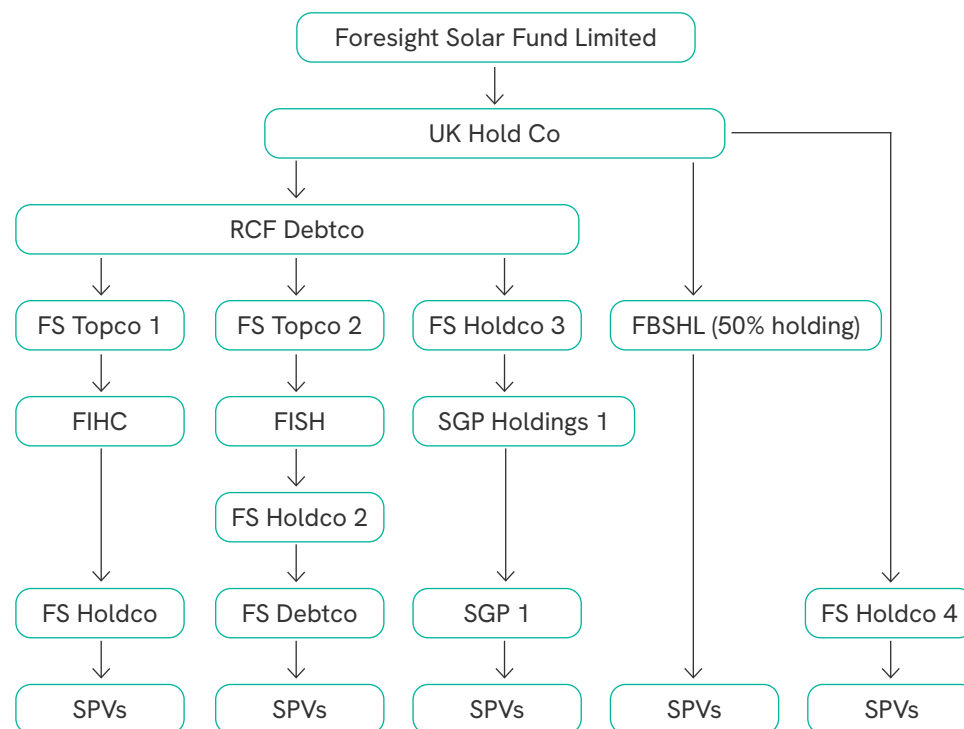 Foresight Solar Fund Limited
UK Hold Co
RCF Debtco
FS Topco 1
FS Topco 2
FS Holdco 3
FBSHL (50% holding)
FIHC
FISH
SGP Holdings 1
FS Holdco 2
FS Holdco
FS Debtco
SGP 1
FS Holdco 4
SPVs
SPVs
SPVs
SPVs
SPVs